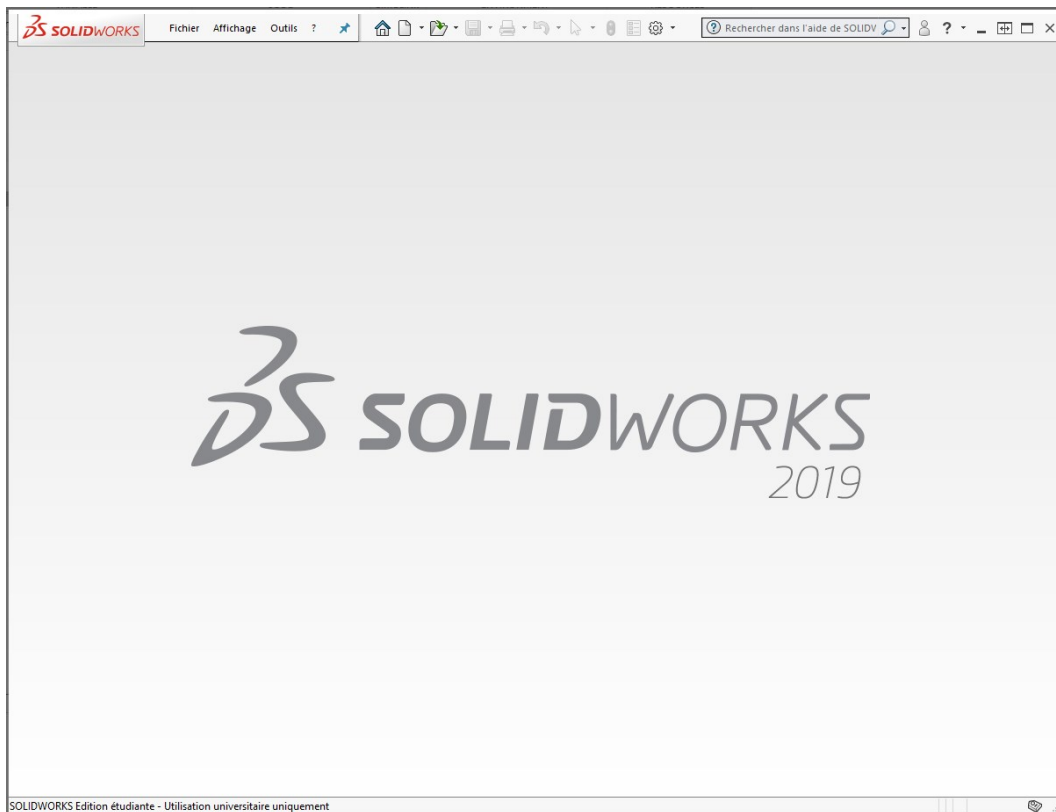 SOLIDWORKS Fichier Affichage Outils ? Rechercher dans l'aide de SOLIDV ?
SOLIDWORKS
2019
SOLIDWORKS Edition étudiante - Utilisation universitaire uniquement